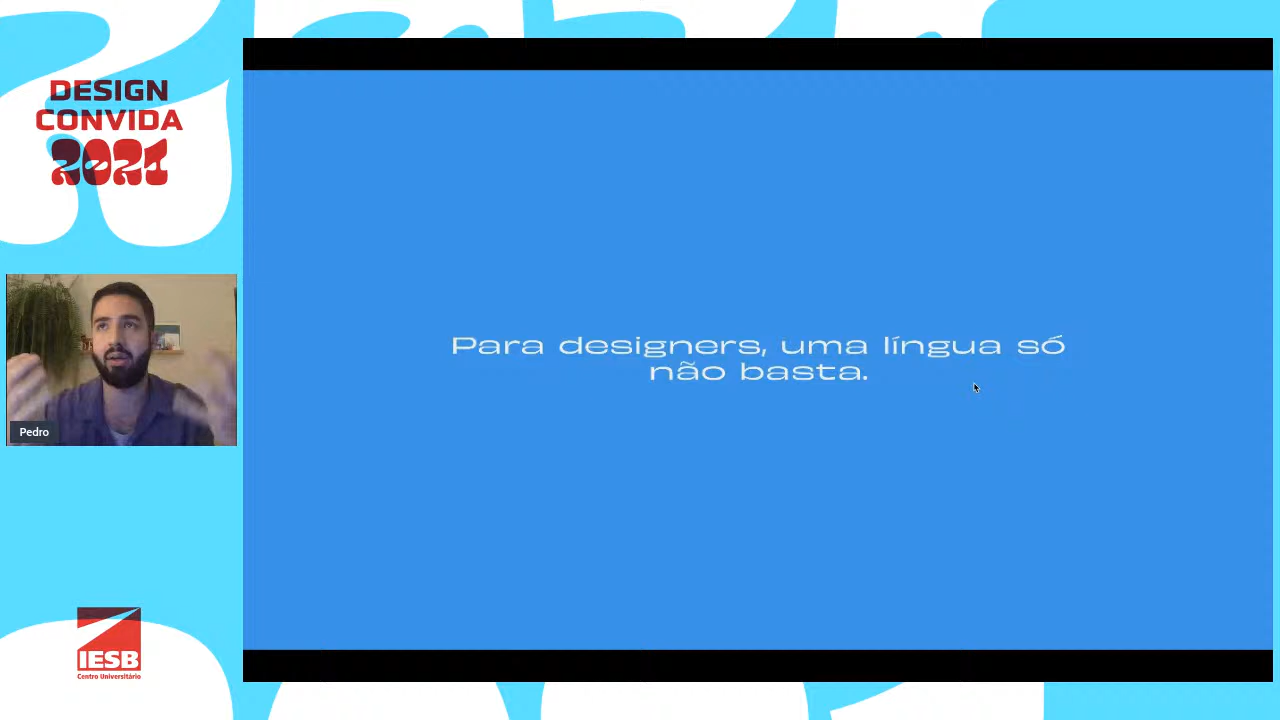 DESIGN
CONVIDA
2021
Para designers, uma língua só
não basta.
Pedro
IESB
Centro Universitário